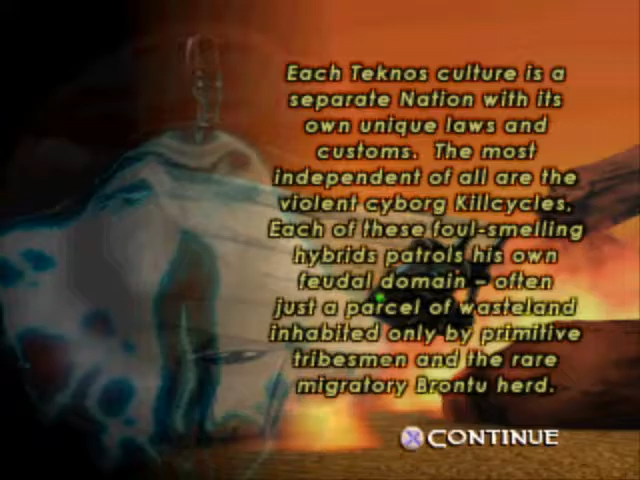 Each Teknos culture is a
separate Nation with its
own unique laws and
customs. The most
independent of all are the
violent cyborg Killcycles.
Each of these foul-smelling
hybrids patrols his own
feudal domain - often
just a parcel of wasteland
inhabited only by primitive
tribesmen and the rare
migratory Brontu herd.
CONTINUE